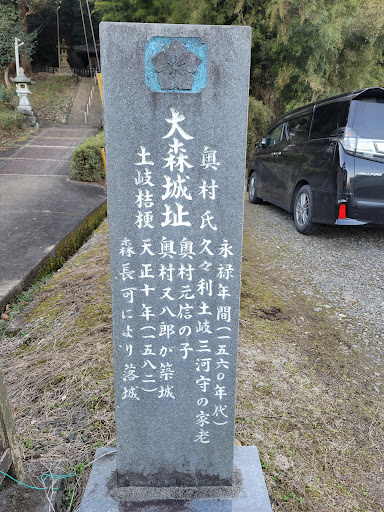 大森城址
土岐桔梗
奥村氏
永禄年間(一五六〇年代)
久々利土岐三河守の家老
奥村元信の子
奥村又八郎が築城
天正十年(一五八二)
森長可により落城